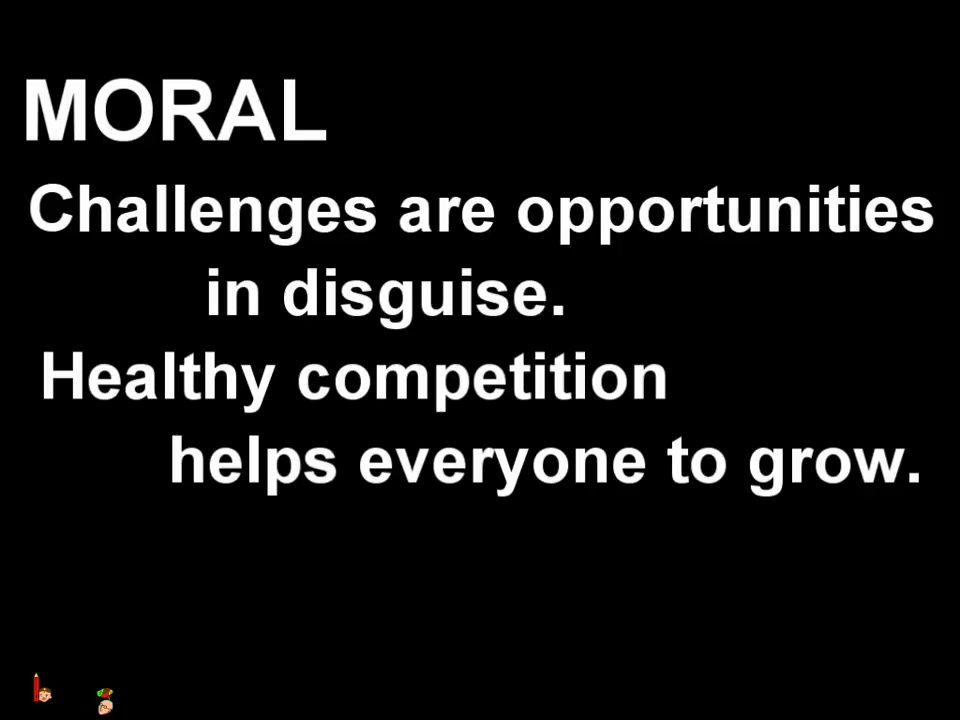 MORAL
Challenges are opportunities
in disguise.
Healthy competition
helps everyone to grow.